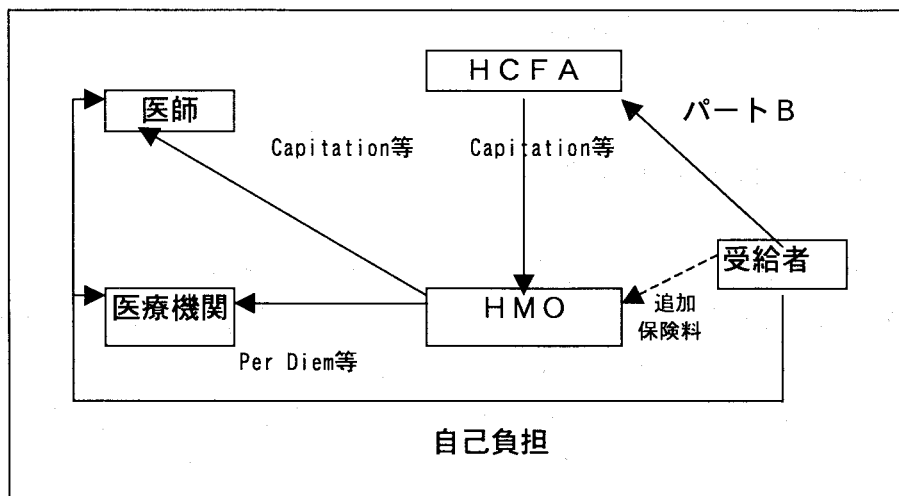 ＨＣＦＡ
医師
パートＢ
Capitation等
Capitation等
受給者
医療機関
ＨＭＯ
追加
保険料
Per Diem等
自己負担